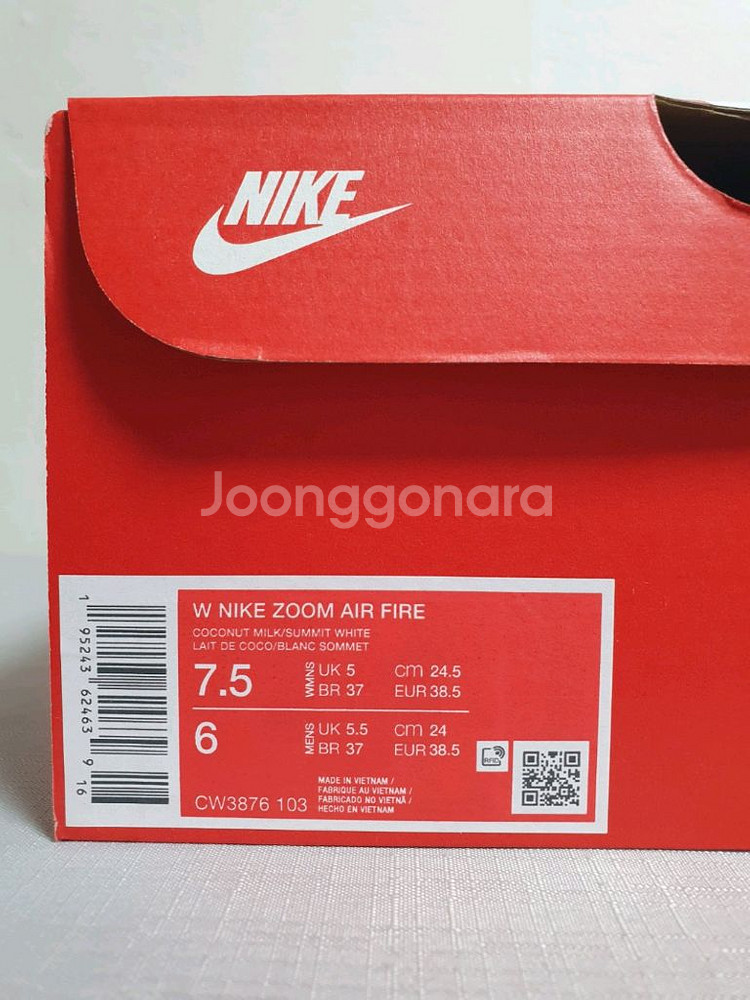 NIKE
Joonggonara
W NIKE ZOOM AIR FIRE
COCONUT MILK/SUMMIT WHITE
LAIT DE COCO/BLANC SOMMET
7.5 WMNS UK 5 cm 24.5
BR 37 EUR 38.5
6 MENS UK 5.5 cm 24
BR 37 EUR 38.5
RFID
CW3876 103
MADE IN VIETNAM /
FABRIQUE AU VIETNAM /
FABRICADO NO VIETNÃ /
HECHO EN VIETNAM
1 95243 62463 9 16